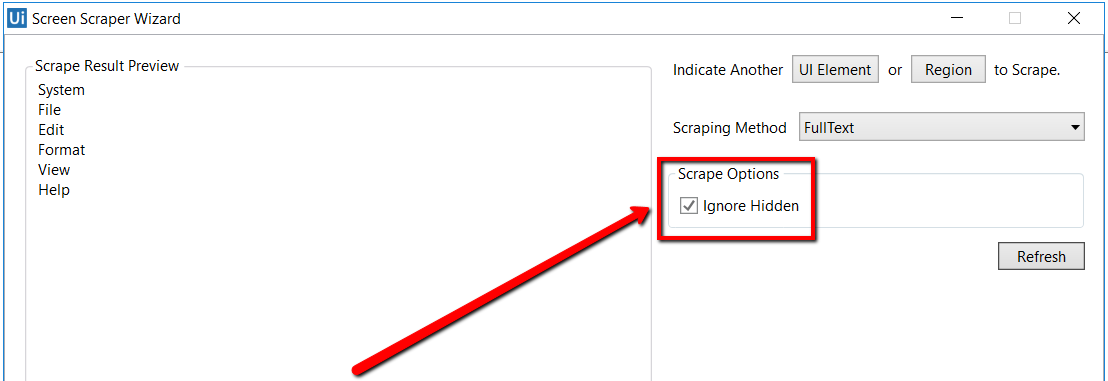 Ui Screen Scraper Wizard
Scrape Result Preview
System
File
Edit
Format
View
Help
Indicate Another UI Element or Region to Scrape.
Scraping Method FullText
Scrape Options
Ignore Hidden
Refresh